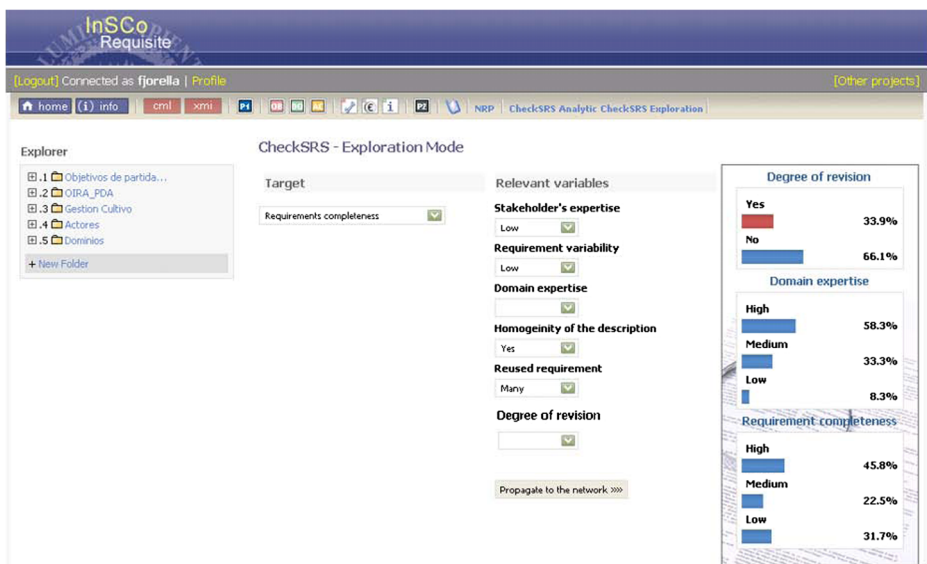 InSCo
Requisite
[Logout] Connected as fjorella | Profile [Other projects]
home (i) info cml xmi P1 OB DO AC € i P2 NRP CheckSRS Analytic CheckSRS Exploration
Explorer
.1 Objetivos de partida...
.2 OIRA_PDA
.3 Gestion Cultivo
.4 Actores
.5 Dominios
+ New Folder
CheckSRS - Exploration Mode
Target
Requirements completeness
Relevant variables
Stakeholder's expertise
Low
Requirement variability
Low
Domain expertise
Homogeinity of the description
Yes
Reused requirement
Many
Degree of revision
Propagate to the network »»
Degree of revision
Yes
33.9%
No
66.1%
Domain expertise
High
58.3%
Medium
33.3%
Low
8.3%
Requirement completeness
High
45.8%
Medium
22.5%
Low
31.7%